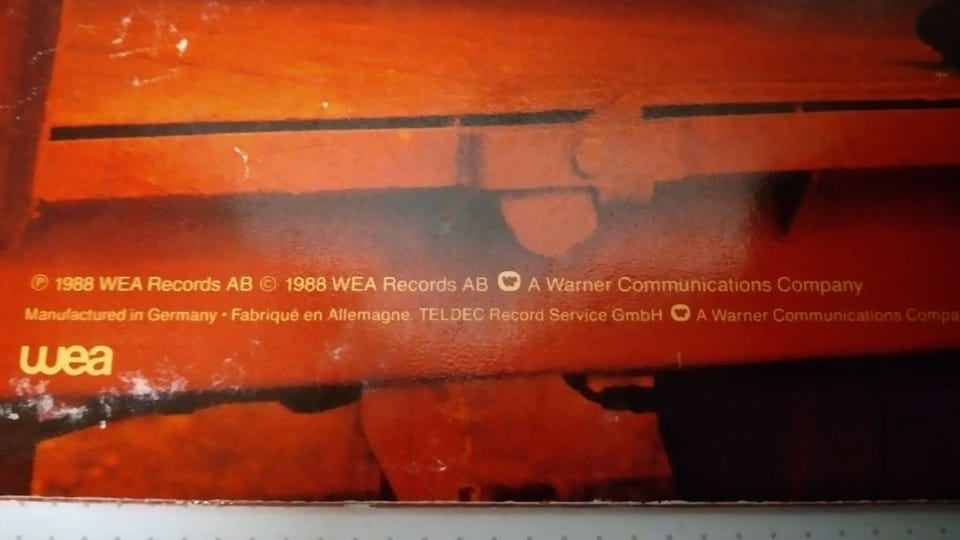 ℗ 1988 WEA Records AB © 1988 WEA Records AB A Warner Communications Company
Manufactured in Germany • Fabriqué en Allemagne. TELDEC Record Service GmbH A Warner Communications Compa
wea